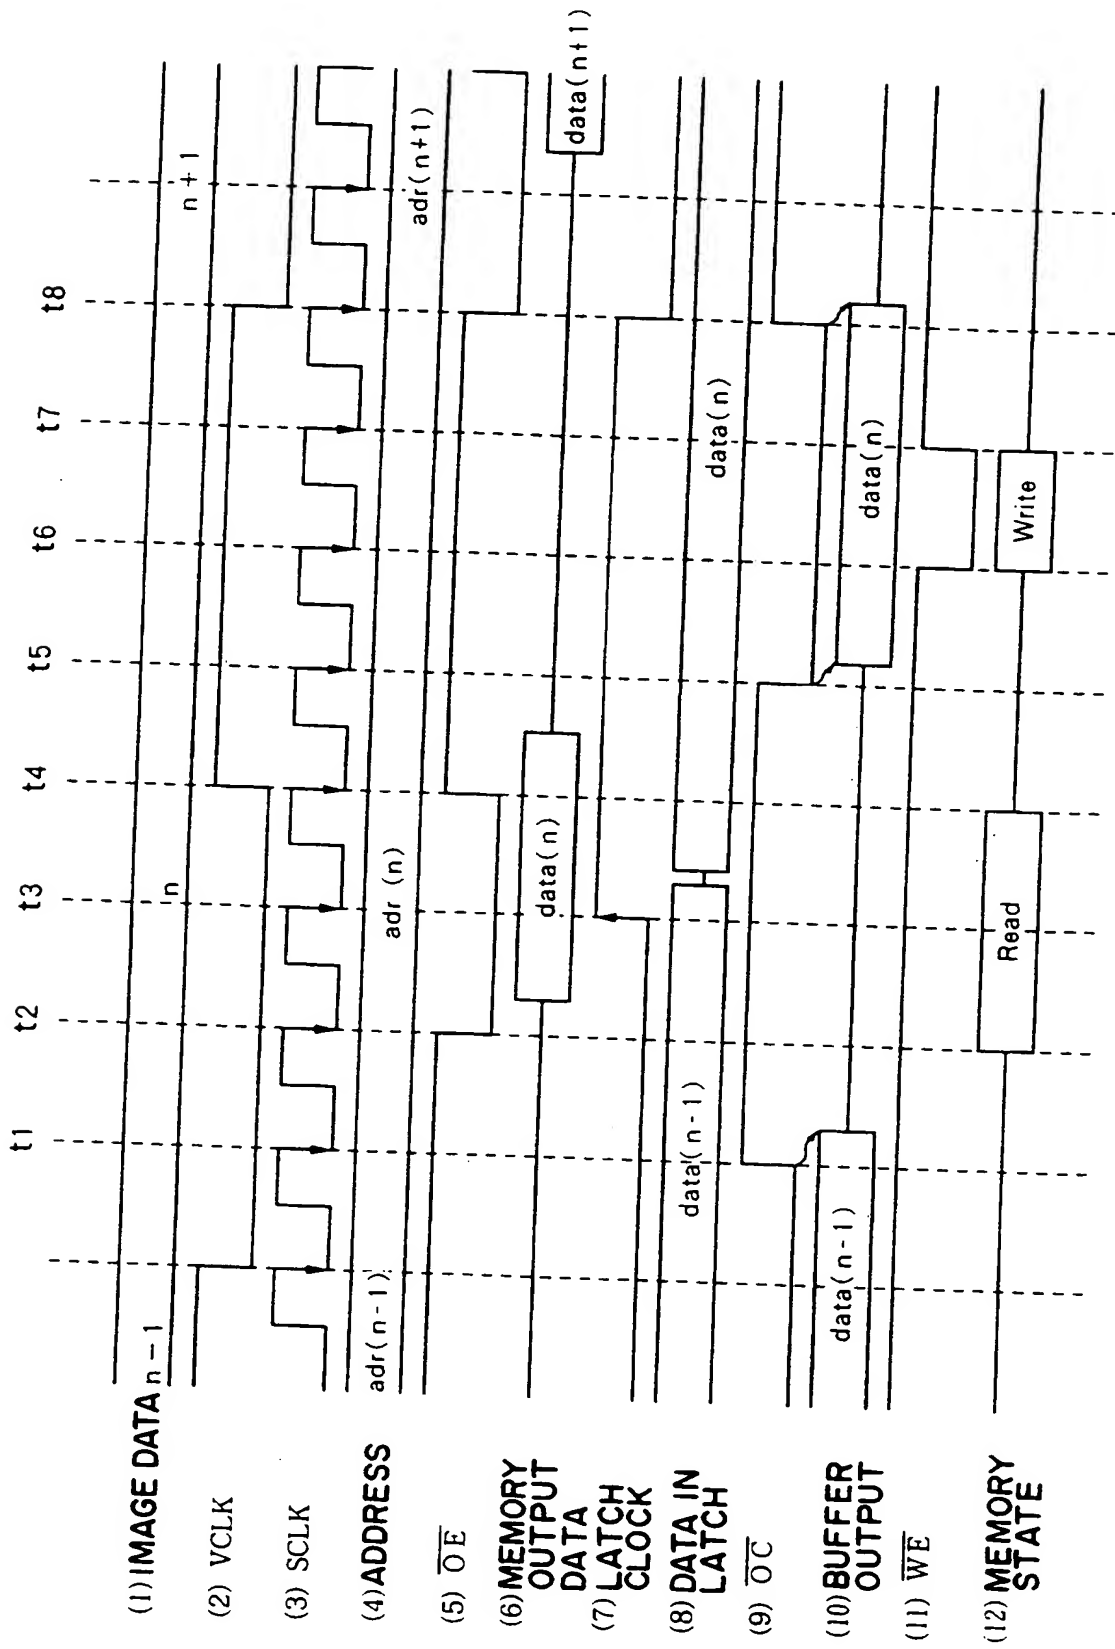 t1 t2 t3 t4 t5 t6 t7 t8
(1) IMAGE DATA n-1 n n+1
(2) VCLK
(3) SCLK
(4) ADDRESS adr(n-1) adr(n) adr(n+1)
(5) OE
(6) MEMORY
OUTPUT
DATA
data(n) data(n+1)
(7) LATCH
CLOCK
(8) DATA IN
LATCH
data(n-1) data(n)
(9) OC
(10) BUFFER
OUTPUT
data(n-1) data(n)
(11) WE
(12) MEMORY
STATE
Read Write